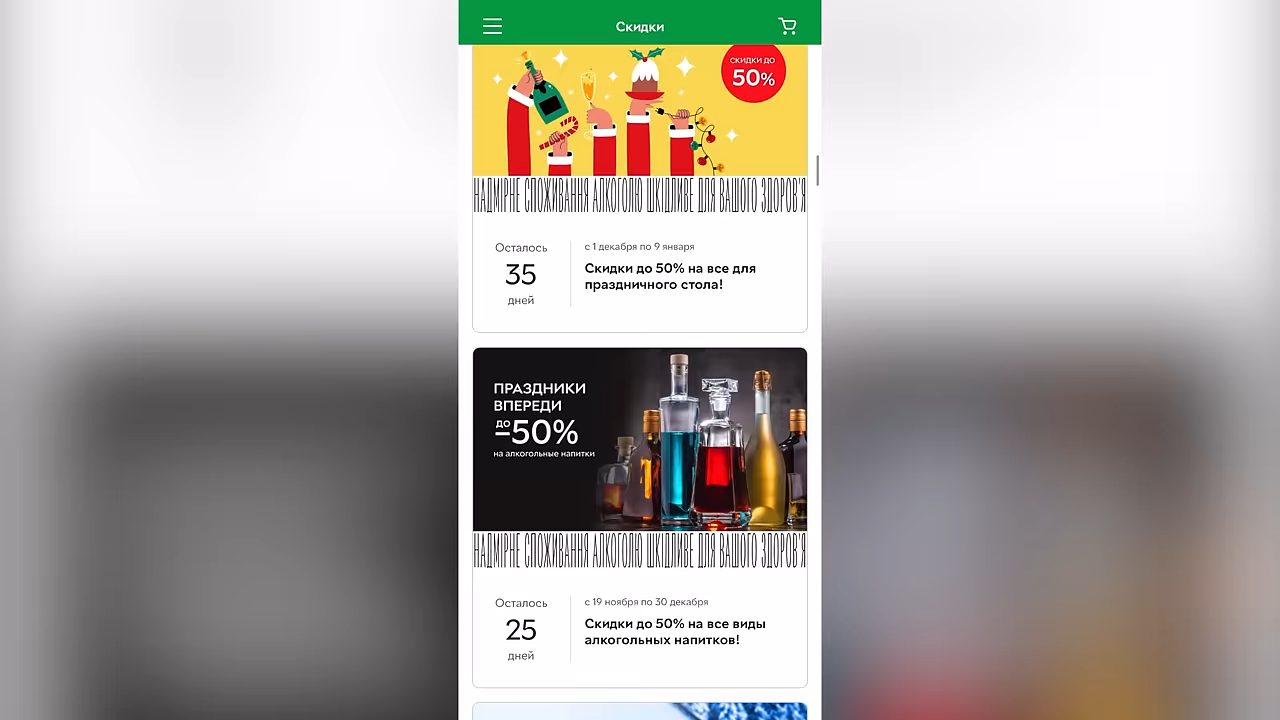 Скидки
СКИДКИ ДО
50%
НАДМІРНЕ СПОЖИВАННЯ АЛКОГОЛЮ ШКІДЛИВЕ ДЛЯ ВАШОГО ЗДОРОВ'Я
Осталось
35
дней
с 1 декабря по 9 января
Скидки до 50% на все для
праздничного стола!
ПРАЗДНИКИ
ВПЕРЕДИ
до
–50%
на алкогольные напитки
НАДМІРНЕ СПОЖИВАННЯ АЛКОГОЛЮ ШКІДЛИВЕ ДЛЯ ВАШОГО ЗДОРОВ'Я
Осталось
25
дней
с 19 ноября по 30 декабря
Скидки до 50% на все виды
алкогольных напитков!